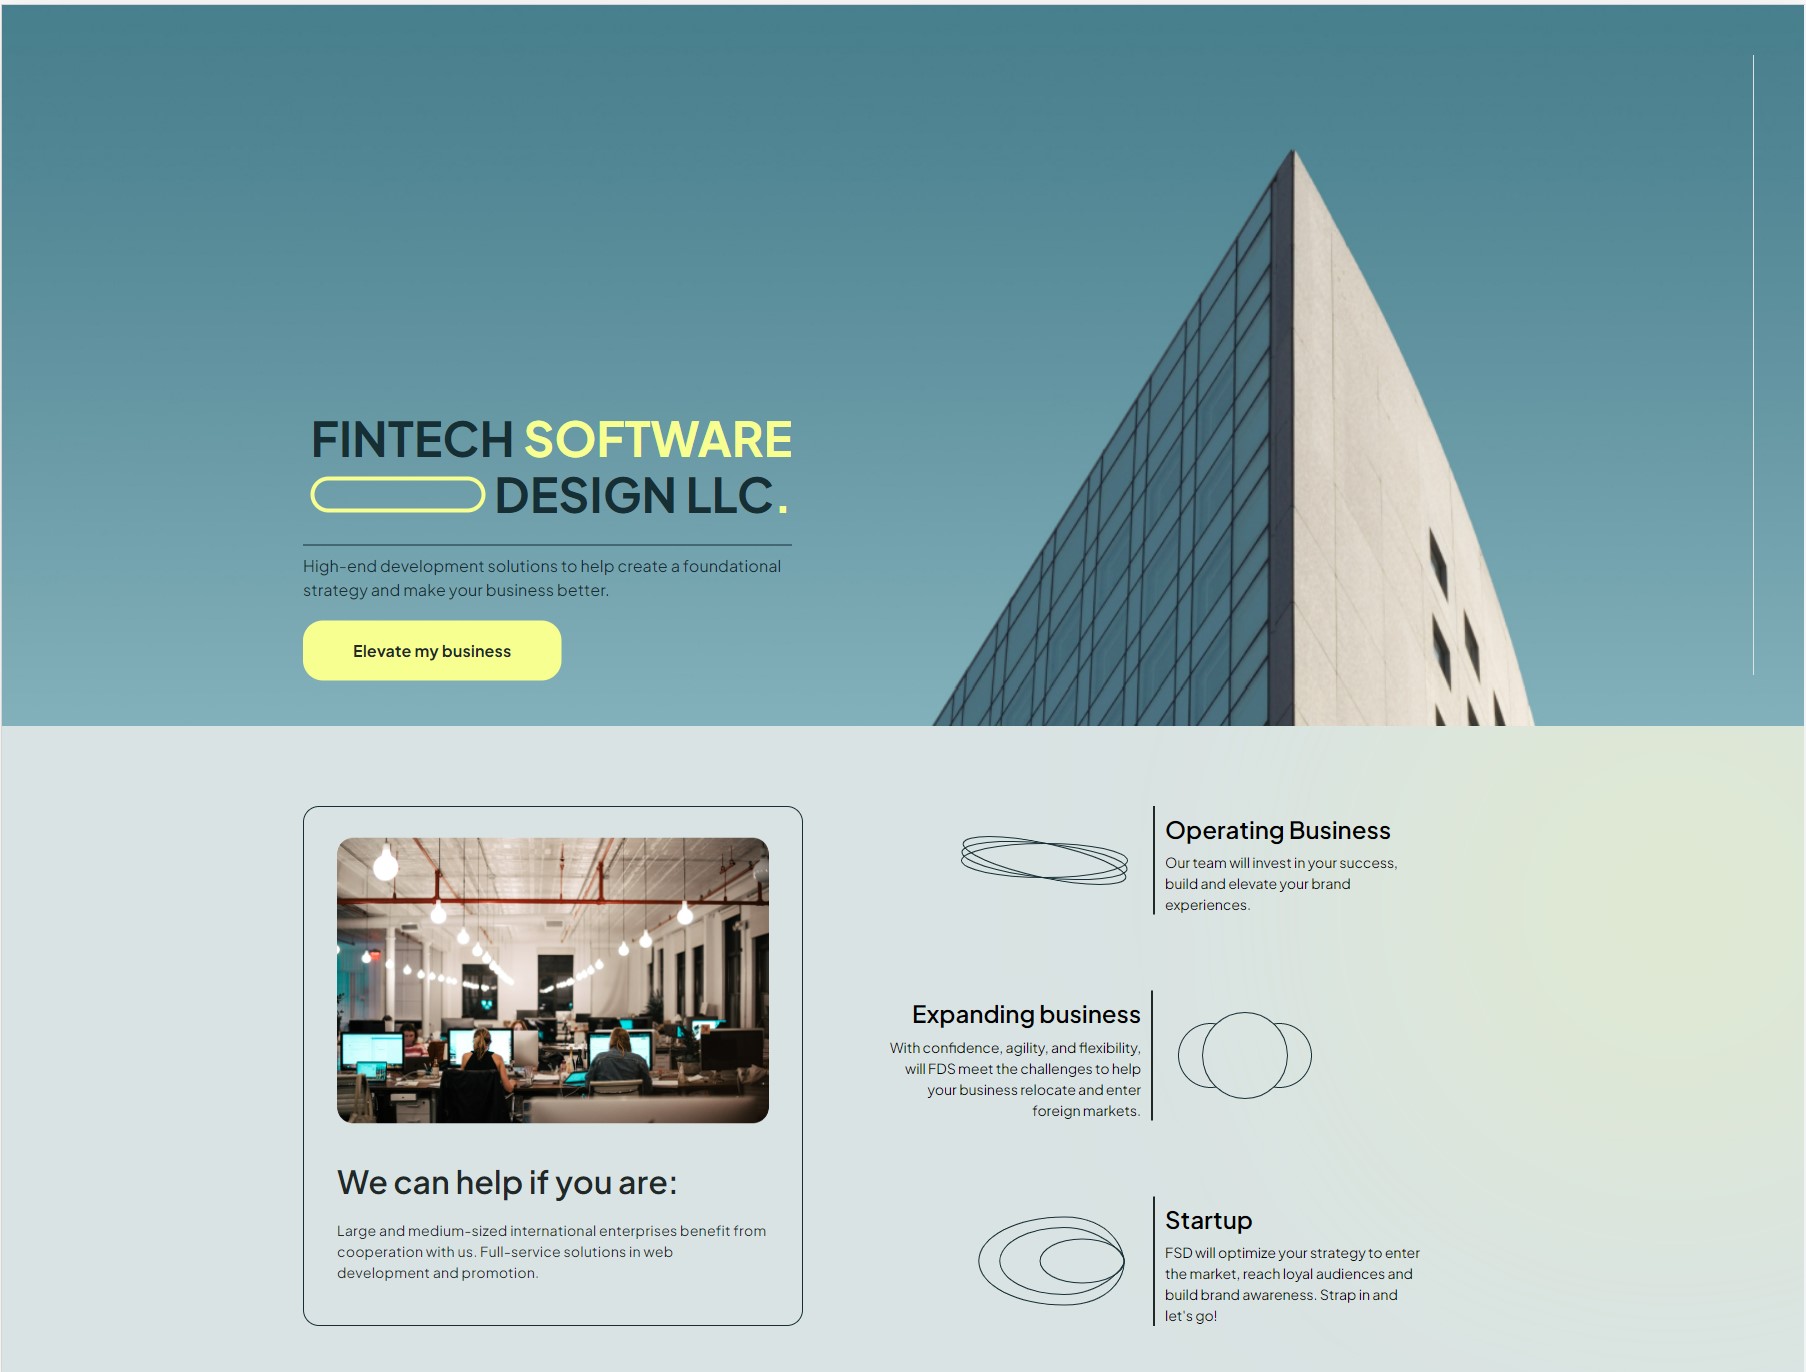 FINTECH SOFTWARE
DESIGN LLC.
High-end development solutions to help create a foundational
strategy and make your business better.
Elevate my business
We can help if you are:
Large and medium-sized international enterprises benefit from
cooperation with us. Full-service solutions in web
development and promotion.
Operating Business
Our team will invest in your success,
build and elevate your brand
experiences.
Expanding business
With confidence, agility, and flexibility,
will FDS meet the challenges to help
your business relocate and enter
foreign markets.
Startup
FSD will optimize your strategy to enter
the market, reach loyal audiences and
build brand awareness. Strap in and
let's go!